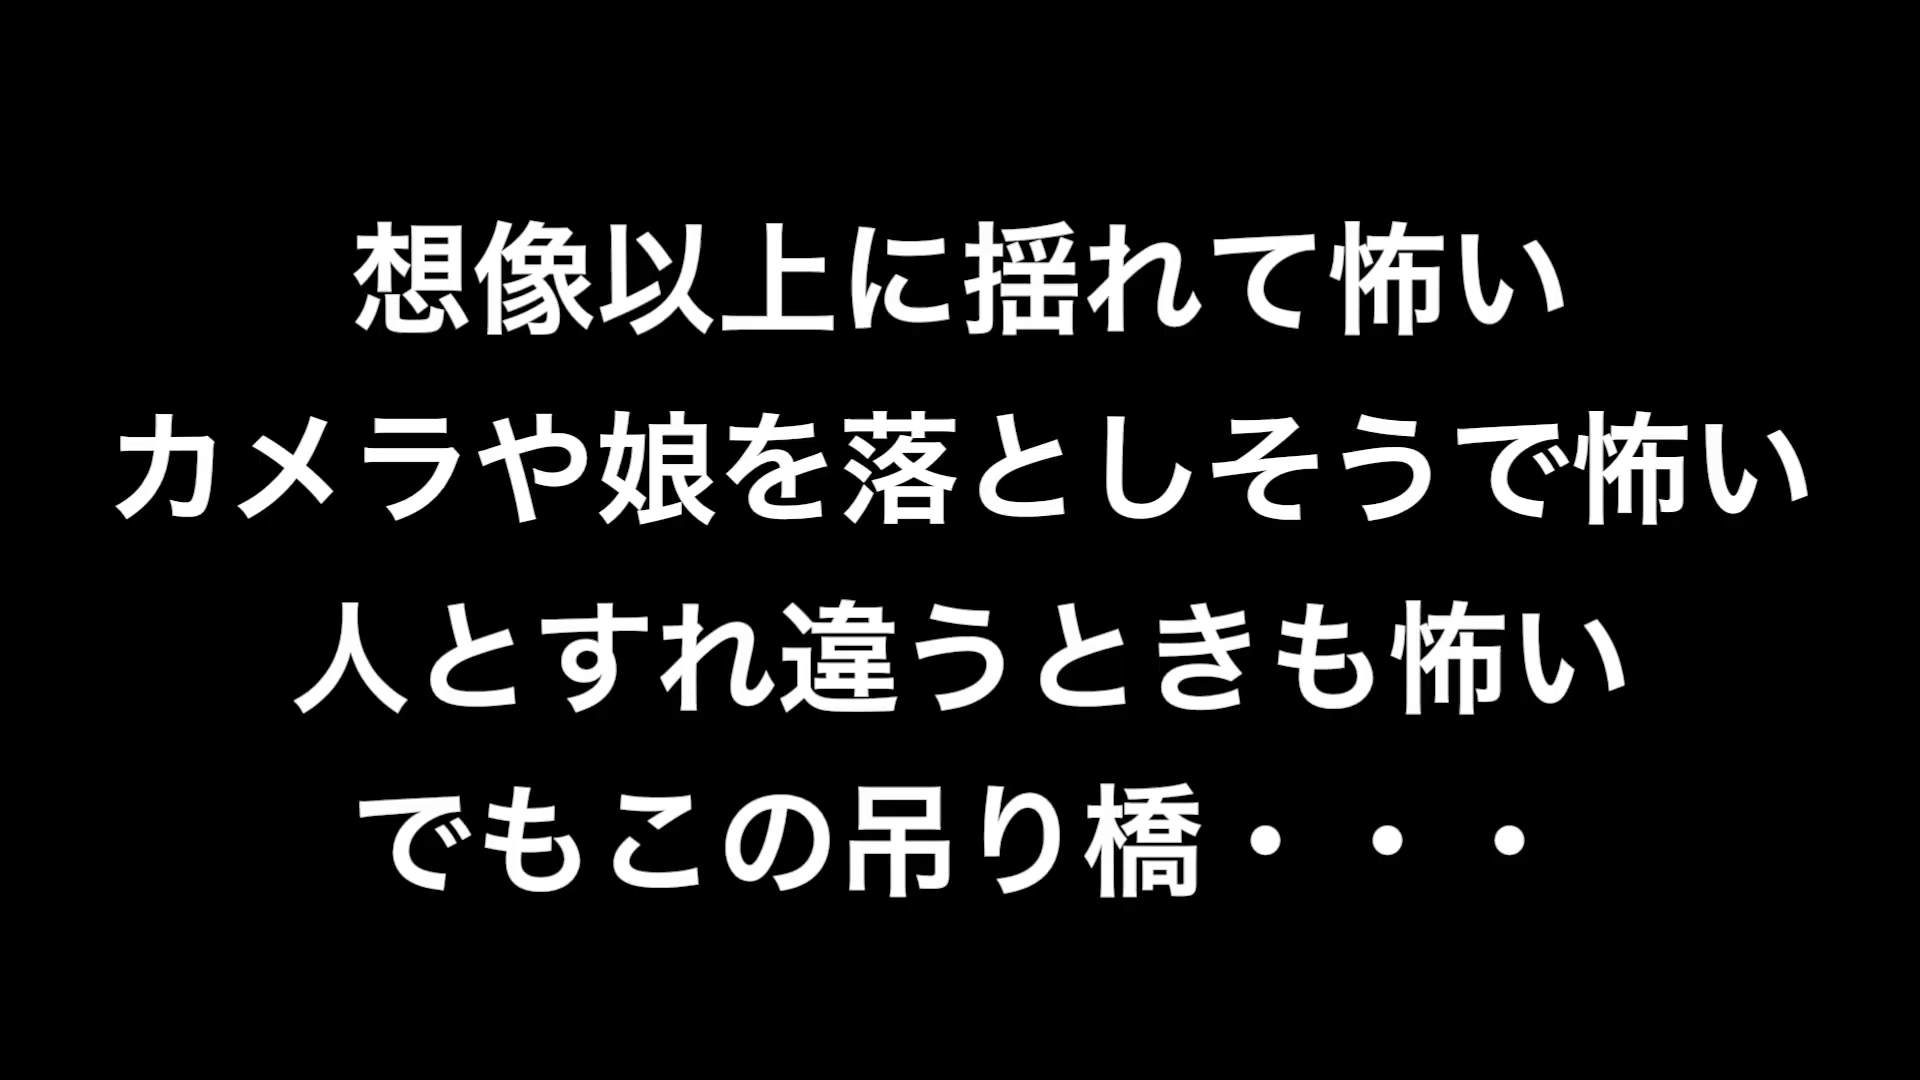 想像以上に揺れて怖い
カメラや娘を落としそうで怖い
人とすれ違うときも怖い
でもこの吊り橋・・・